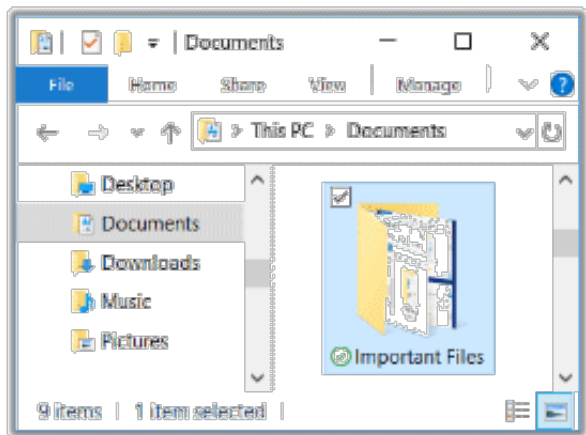 Documents
File Home Share View Manage ?
This PC > Documents
Desktop
Documents
Downloads
Music
Pictures
Important Files
9 items | 1 item selected |